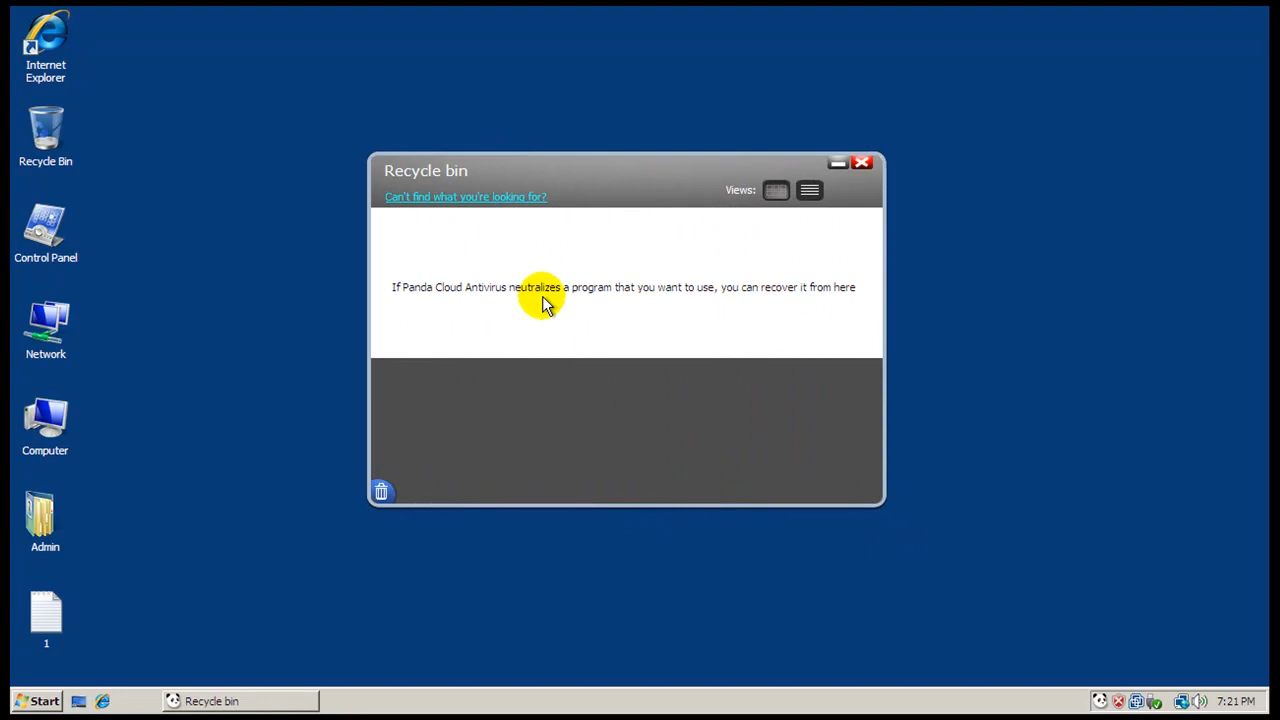 Internet
Explorer
Recycle Bin
Control Panel
Network
Computer
Admin
1
Recycle bin
Can't find what you're looking for?
Views:
If Panda Cloud Antivirus neutralizes a program that you want to use, you can recover it from here
Start
Recycle bin
7:21 PM